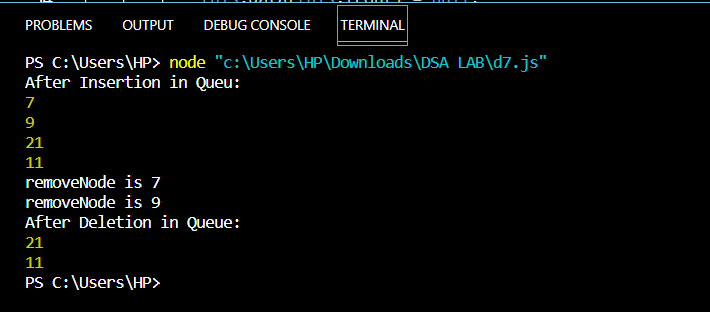 PROBLEMS OUTPUT DEBUG CONSOLE TERMINAL
PS C:\Users\HP> node "c:\Users\HP\Downloads\DSA LAB\d7.js"
After Insertion in Queu:
7
9
21
11
removeNode is 7
removeNode is 9
After Deletion in Queue:
21
11
PS C:\Users\HP>